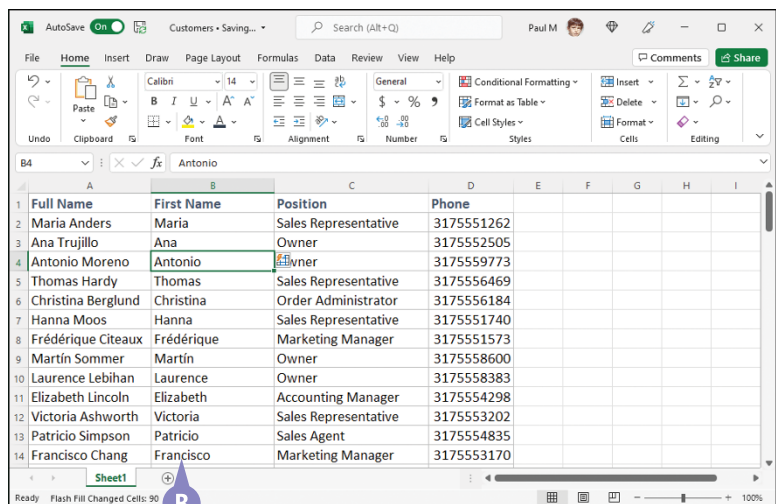 AutoSave On Customers • Saving... Search (Alt+Q) Paul M
File Home Insert Draw Page Layout Formulas Data Review View Help Comments Share
Calibri 14 General Conditional Formatting Insert
Paste B I U A A $ % 9 Format as Table Delete
A Cell Styles Format
Undo Clipboard Font Alignment Number Styles Cells Editing
B4 fx Antonio
A B C D E F G H I
1 Full Name First Name Position Phone
2 Maria Anders Maria Sales Representative 3175551262
3 Ana Trujillo Ana Owner 3175552505
4 Antonio Moreno Antonio wner 3175559773
5 Thomas Hardy Thomas Sales Representative 3175556469
6 Christina Berglund Christina Order Administrator 3175556184
7 Hanna Moos Hanna Sales Representative 3175551740
8 Frédérique Citeaux Frédérique Marketing Manager 3175551573
9 Martín Sommer Martín Owner 3175558600
10 Laurence Lebihan Laurence Owner 3175558383
11 Elizabeth Lincoln Elizabeth Accounting Manager 3175554298
12 Victoria Ashworth Victoria Sales Representative 3175553202
13 Patricio Simpson Patricio Sales Agent 3175554835
14 Francisco Chang Francisco Marketing Manager 3175553170
Sheet1
Ready Flash Fill Changed Cells: 90 100%